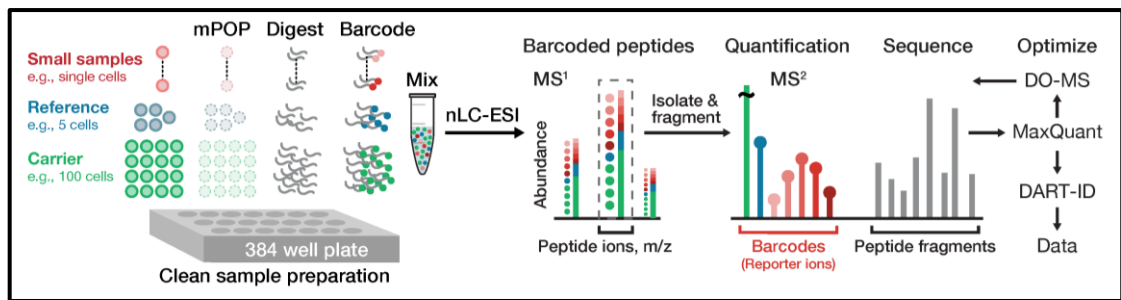 mPOP
Digest
Barcode
Small samples
e.g., single cells
Reference
e.g., 5 cells
Carrier
e.g., 100 cells
384 well plate
Clean sample preparation
Mix
nLC-ESI
Barcoded peptides
MS¹
Abundance
Peptide ions, m/z
Isolate &
fragment
Quantification
MS²
Barcodes
(Reporter ions)
Sequence
Peptide fragments
Optimize
DO-MS
MaxQuant
DART-ID
Data